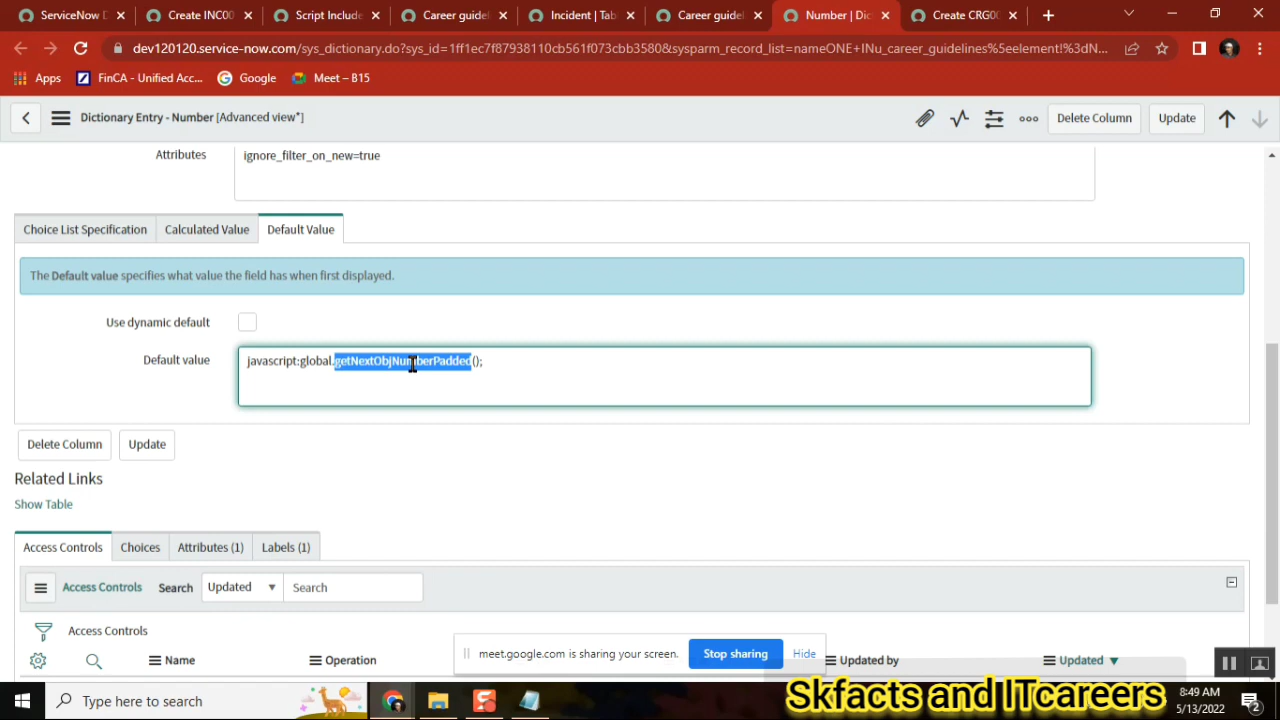 ServiceNow D
Create INC00
Script Include
Career guidel
Incident | Tab
Career guidel
Number | Dic
Create CRG00
dev120120.service-now.com/sys_dictionary.do?sys_id=1ff1ec7f87938110cb561f073cbb3580&sysparm_record_list=nameONE+INu_career_guidelines%5eelement!%3dN...
Apps
FinCA - Unified Acc...
Google
Meet – B15
Dictionary Entry - Number [Advanced view*]
Delete Column
Update
Attributes
ignore_filter_on_new=true
Choice List Specification
Calculated Value
Default Value
The Default value specifies what value the field has when first displayed.
Use dynamic default
Default value
javascript:global.getNextObjNumberPadded();
Delete Column
Update
Related Links
Show Table
Access Controls
Choices
Attributes (1)
Labels (1)
Access Controls
Search
Updated
Search
Access Controls
Name
Operation
Updated by
Updated
meet.google.com is sharing your screen.
Stop sharing
Hide
Skfacts and ITcareers
Type here to search
8:49 AM
5/13/2022
2